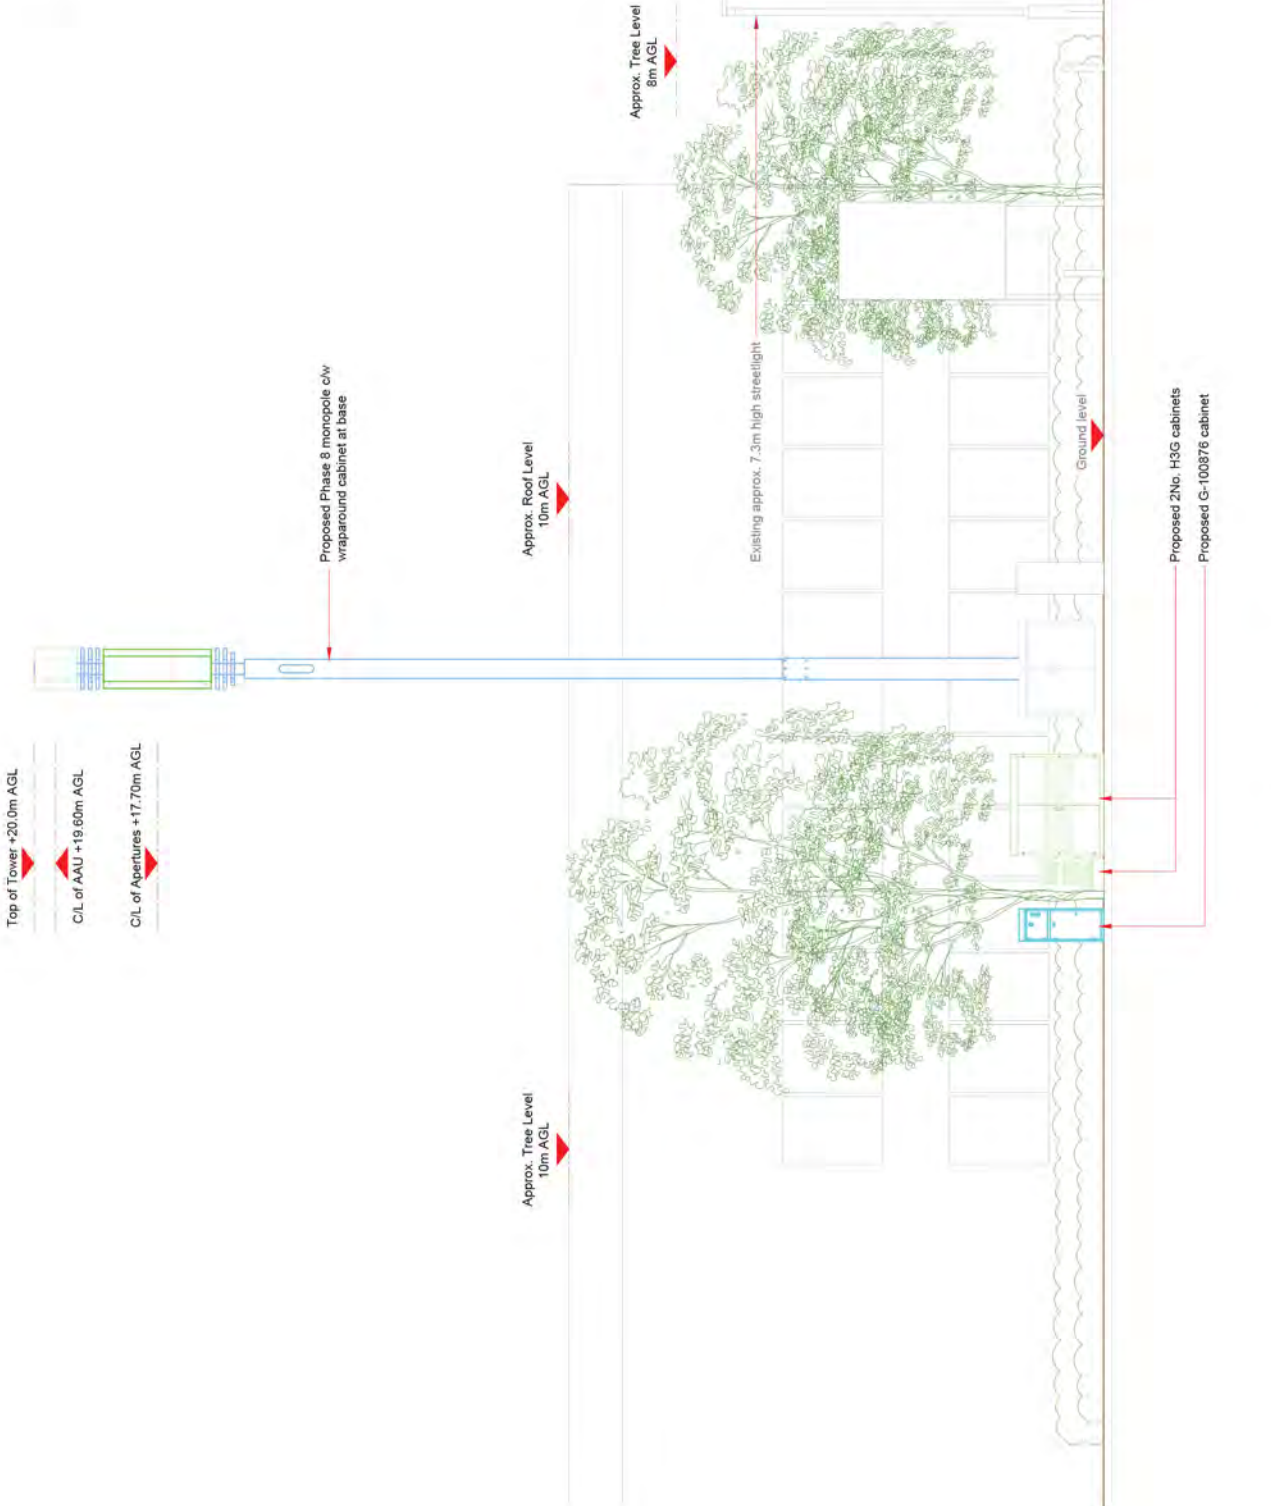 Top of Tower +20.0m AGL
C/L of AAU +19.60m AGL
C/L of Apertures +17.70m AGL
Proposed Phase 8 monopole c/w
wraparound cabinet at base
Approx. Tree Level
10m AGL
Approx. Roof Level
10m AGL
Approx. Tree Level
8m AGL
Existing approx. 7.3m high streetlight
Ground level
Proposed 2No. H3G cabinets
Proposed G-100876 cabinet